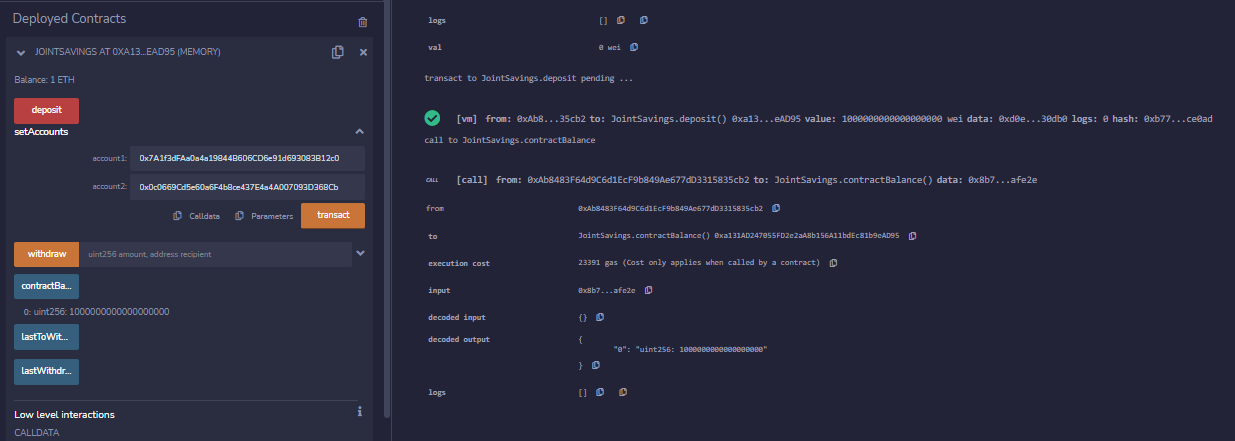 Deployed Contracts
JOINTSAVINGS AT 0XA13...EAD95 (MEMORY)
Balance: 1 ETH
deposit
setAccounts
account1: 0x7A1f3dFAa0a4a19844B606CD6e91d693083B12c0
account2: 0x0c0669Cd5e60a6F4b8ce437E4a4A007093D368Cb
Calldata Parameters transact
withdraw uint256 amount, address recipient
contractBa...
0: uint256: 1000000000000000000
lastToWit...
lastWithdr...
Low level interactions
CALLDATA
logs []
val 0 wei
transact to JointSavings.deposit pending ...
[vm] from: 0xAb8...35cb2 to: JointSavings.deposit() 0xa13...eAD95 value: 1000000000000000000 wei data: 0xd0e...30db0 logs: 0 hash: 0xb77...ce0ad
call to JointSavings.contractBalance
CALL [call] from: 0xAb8483F64d9C6d1EcF9b849Ae677dD3315835cb2 to: JointSavings.contractBalance() data: 0x8b7...afe2e
from 0xAb8483F64d9C6d1EcF9b849Ae677dD3315835cb2
to JointSavings.contractBalance() 0xa131AD247055FD2e2aA8b156A11bdEc81b9eAD95
execution cost 23391 gas (Cost only applies when called by a contract)
input 0x8b7...afe2e
decoded input {}
decoded output {
"0": "uint256: 1000000000000000000"
}
logs []